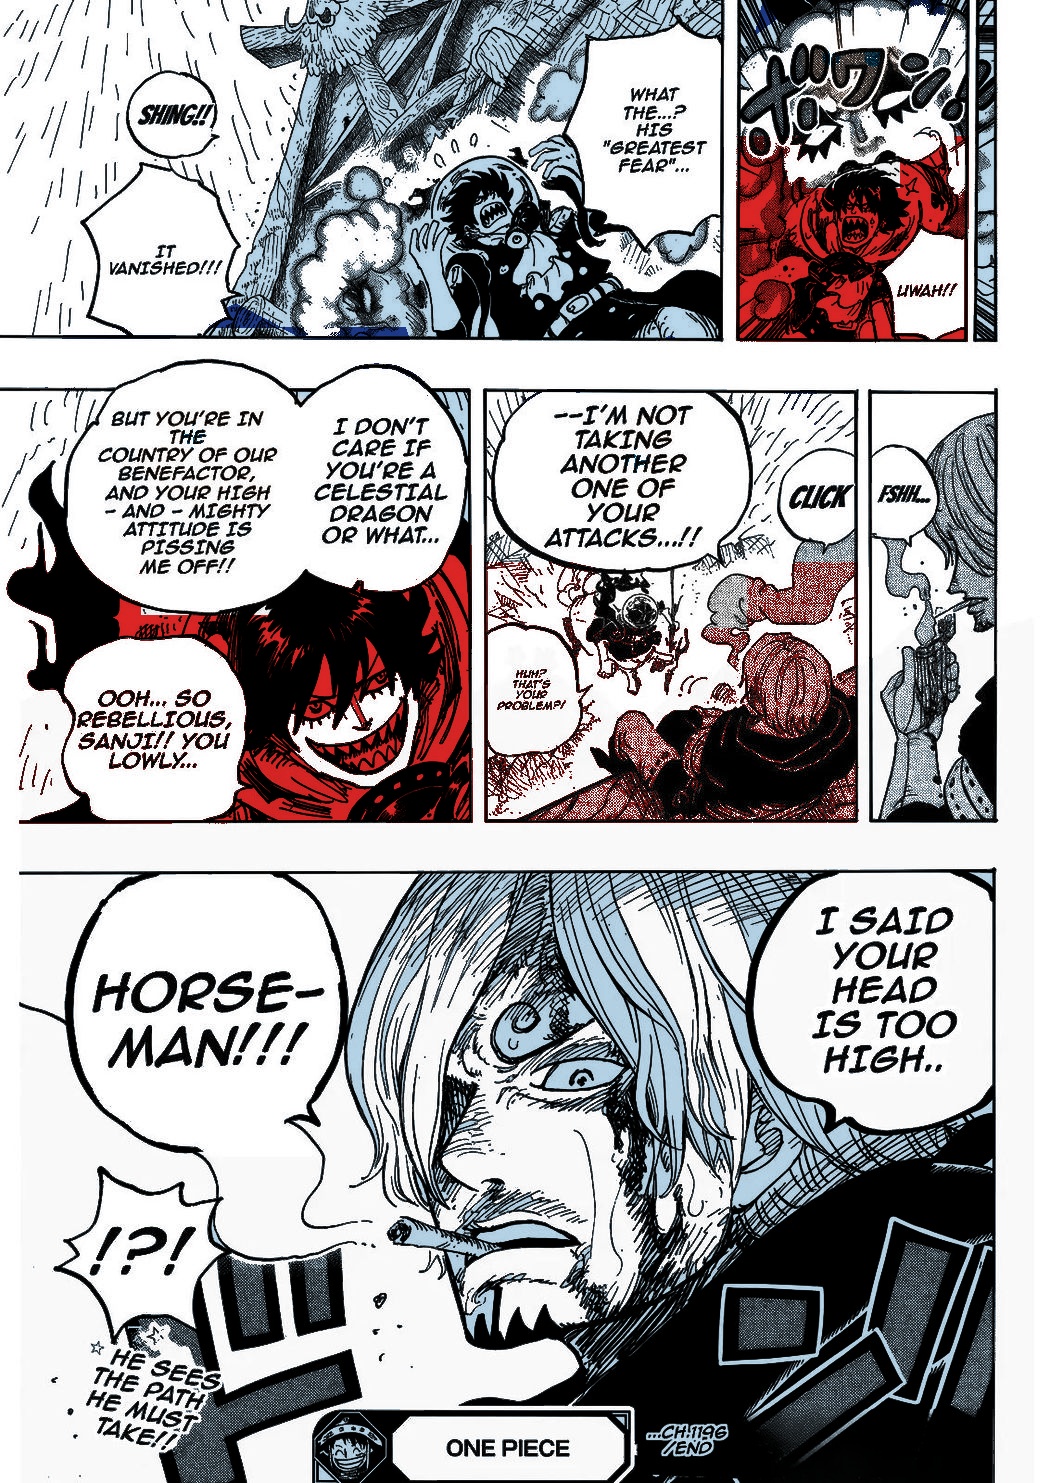 ボワン!!
UWAH!!
WHAT
THE...?
HIS
"GREATEST
FEAR"...
SHING!!
IT
VANISHED!!!
FSHH...
CLICK
--I'M NOT
TAKING
ANOTHER
ONE OF
YOUR
ATTACKS...!!
HUH?
THAT'S
YOUR
PROBLEM?!
I DON'T
CARE IF
YOU'RE A
CELESTIAL
DRAGON
OR WHAT...
BUT YOU'RE IN
THE
COUNTRY OF OUR
BENEFACTOR,
AND YOUR HIGH
- AND - MIGHTY
ATTITUDE IS
PISSING
ME OFF!!
OOH... SO
REBELLIOUS,
SANJI!! YOU
LOWLY...
I SAID
YOUR
HEAD
IS TOO
HIGH..
HORSE-
MAN!!!
!?!
HE SEES
THE PATH
HE MUST
TAKE!!
ONE PIECE
...CH.1196
/END